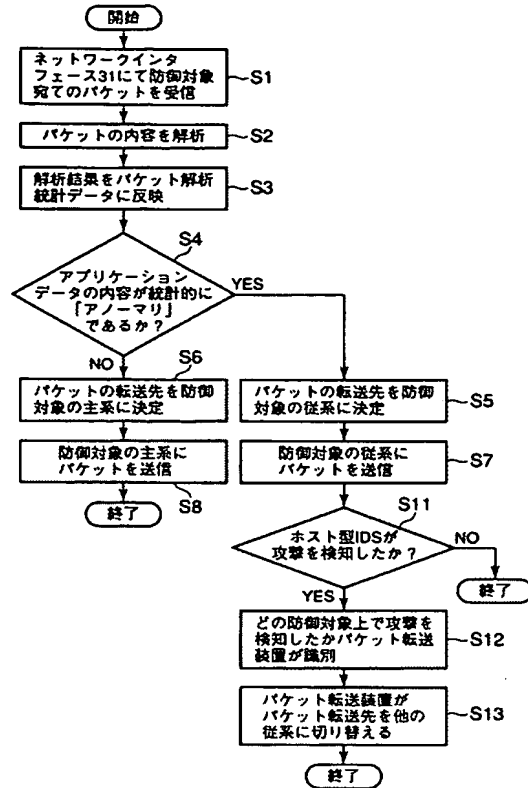 開始
ネットワークインタ
フェース31にて防御対象
宛てのパケットを受信
S1
パケットの内容を解析
S2
解析結果をパケット解析
統計データに反映
S3
S4
アプリケーション
データの内容が統計的に
「アノーマリ」
であるか?
YES
NO
S6
パケットの転送先を防御
対象の主系に決定
パケットの転送先を防御
対象の従系に決定
S5
防御対象の主系に
パケットを送信
S8
終了
防御対象の従系に
パケットを送信
S7
S11
ホスト型IDSが
攻撃を検知したか?
NO
終了
YES
どの防御対象上で攻撃を
検知したかパケット転送
装置が識別
S12
パケット転送装置が
パケット転送先を他の
従系に切り替える
S13
終了